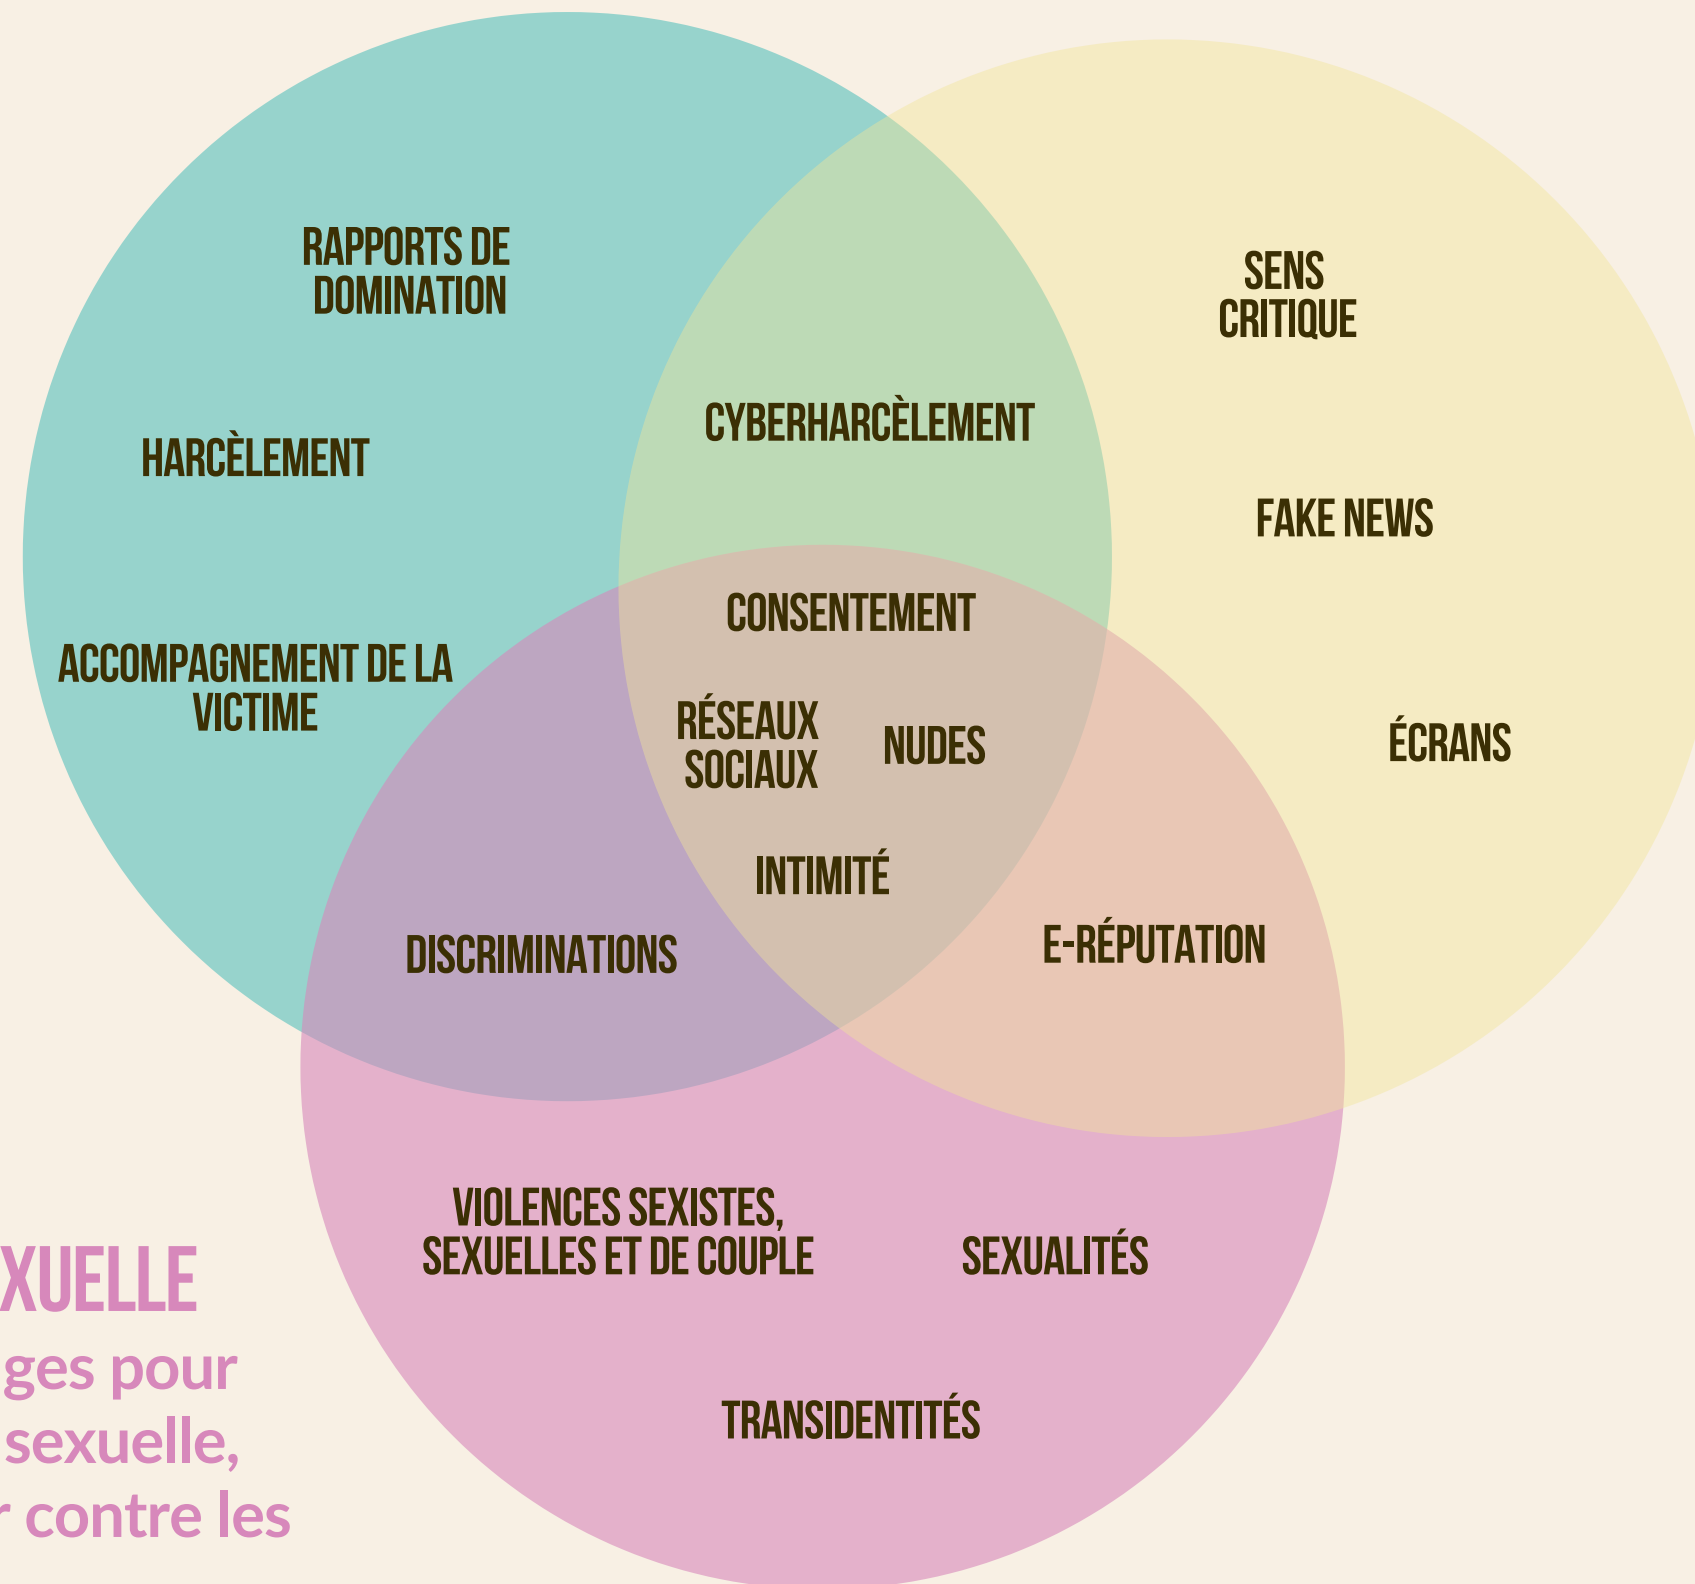 RAPPORTS DE
DOMINATION
SENS
CRITIQUE
CYBERHARCÈLEMENT
HARCÈLEMENT
FAKE NEWS
CONSENTEMENT
ACCOMPAGNEMENT DE LA
VICTIME
RÉSEAUX
SOCIAUX
NUDES
ÉCRANS
INTIMITÉ
DISCRIMINATIONS
E-RÉPUTATION
VIOLENCES SEXISTES,
SEXUELLES ET DE COUPLE
SEXUALITÉS
TRANSIDENTITÉS
XUELLE
ges pour
sexuelle,
r contre les